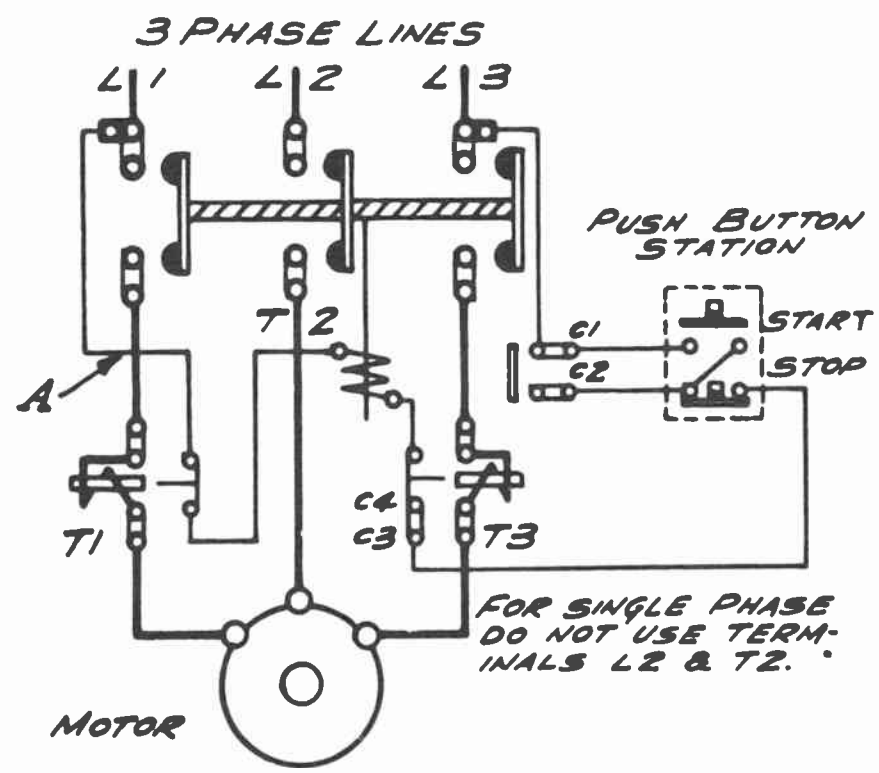 3 PHASE LINES
L1 L2 L3
PUSH BUTTON
STATION
START
STOP
C1
C2
T2
A
C4
C3
T1
T3
FOR SINGLE PHASE
DO NOT USE TERM-
INALS L2 & T2.
MOTOR